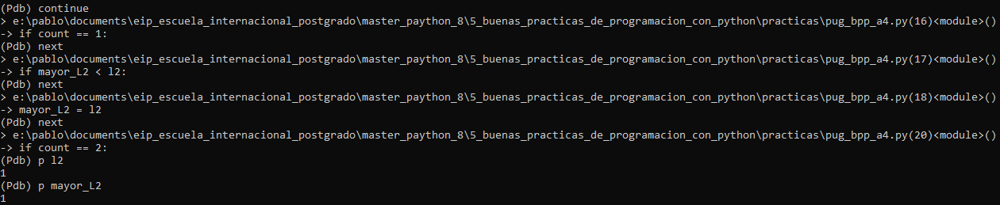 (Pdb) continue
> e:\pablo\documents\eip_escuela_internacional_postgrado\master_paython_8\5_buenas_practicas_de_programacion_con_python\practicas\pug_bpp_a4.py(16)<module>()
-> if count == 1:
(Pdb) next
> e:\pablo\documents\eip_escuela_internacional_postgrado\master_paython_8\5_buenas_practicas_de_programacion_con_python\practicas\pug_bpp_a4.py(17)<module>()
-> if mayor_L2 < l2:
(Pdb) next
> e:\pablo\documents\eip_escuela_internacional_postgrado\master_paython_8\5_buenas_practicas_de_programacion_con_python\practicas\pug_bpp_a4.py(18)<module>()
-> mayor_L2 = l2
(Pdb) next
> e:\pablo\documents\eip_escuela_internacional_postgrado\master_paython_8\5_buenas_practicas_de_programacion_con_python\practicas\pug_bpp_a4.py(20)<module>()
-> if count == 2:
(Pdb) p l2
1
(Pdb) p mayor_L2
1